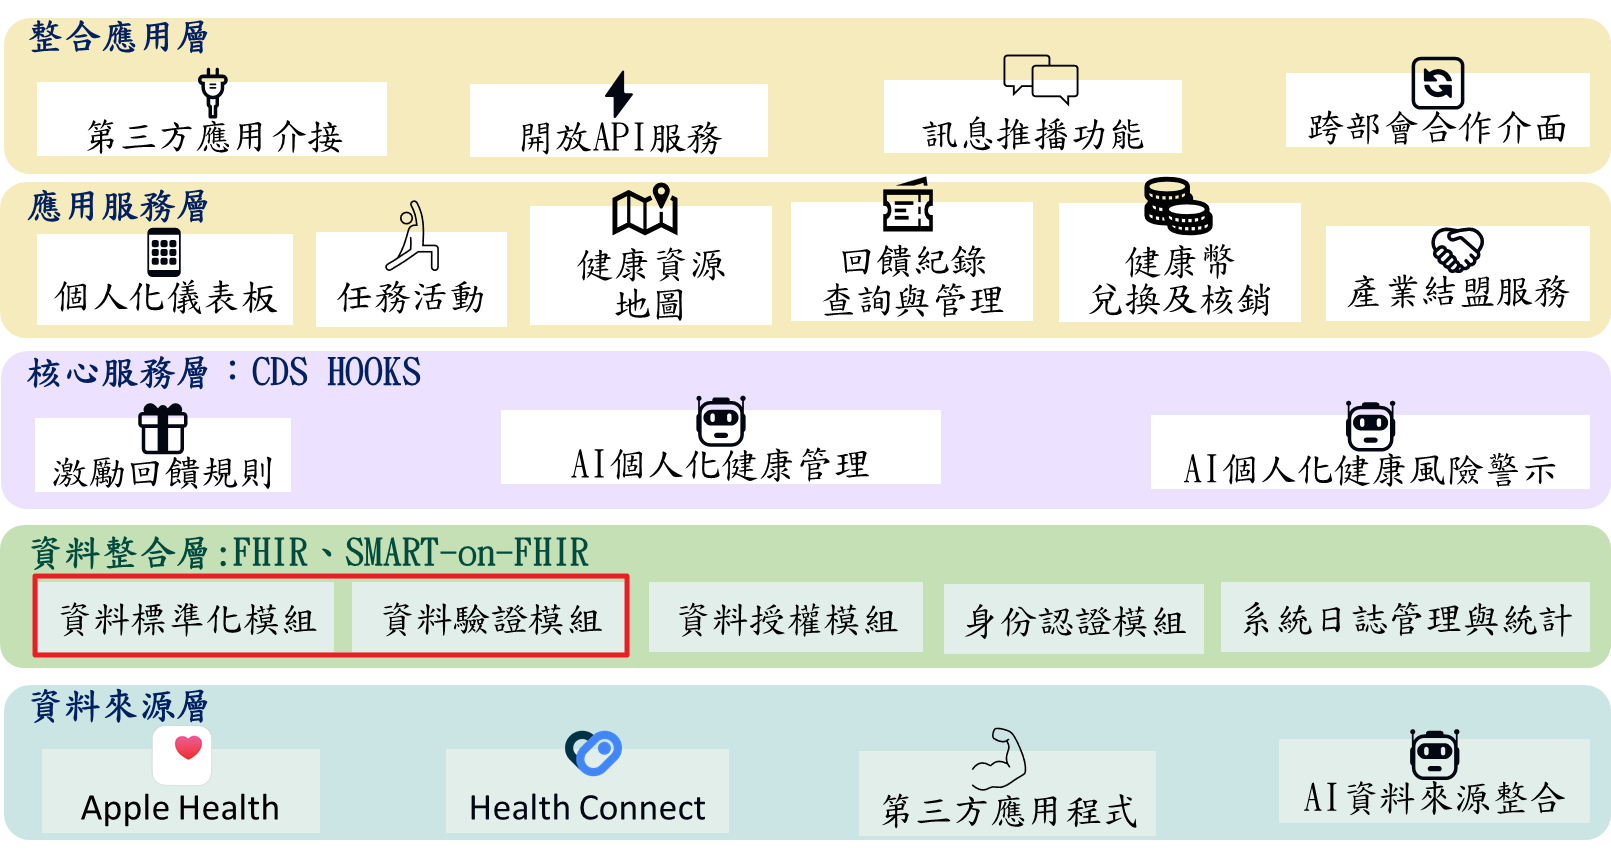 整合應用層
第三方應用介接
開放API服務
訊息推播功能
跨部會合作介面
應用服務層
個人化儀表板
任務活動
健康資源
地圖
回饋紀錄
查詢與管理
健康幣
兌換及核銷
產業結盟服務
核心服務層：CDS HOOKS
激勵回饋規則
AI個人化健康管理
AI個人化健康風險警示
資料整合層:FHIR、SMART-on-FHIR
資料標準化模組
資料驗證模組
資料授權模組
身份認證模組
系統日誌管理與統計
資料來源層
Apple Health
Health Connect
第三方應用程式
AI資料來源整合